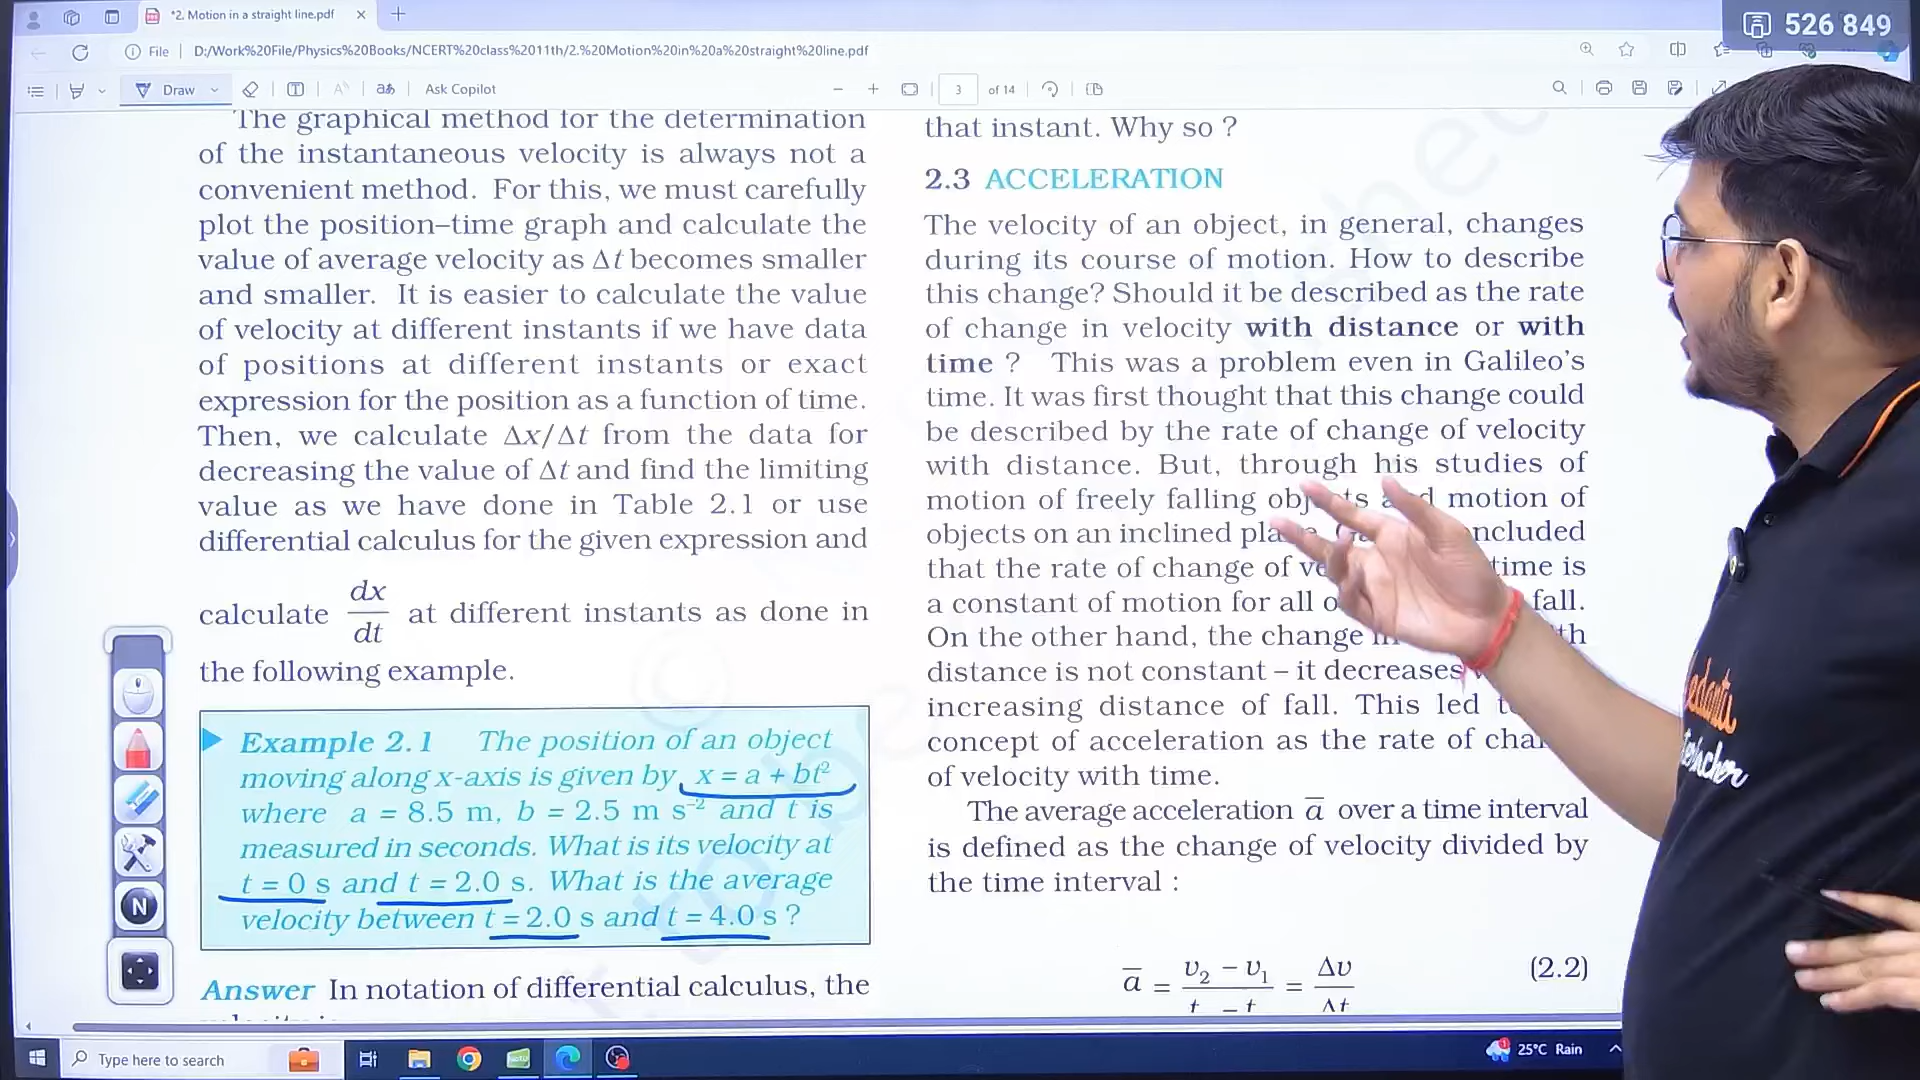 *2. Motion in a straight line.pdf
526 849
File | D:/Work%20File/Physics%20Books/NCERT%20class%2011th/2.%20Motion%20in%20a%20straight%20line.pdf
Draw
Ask Copilot
3 of 14
The graphical method for the determination
of the instantaneous velocity is always not a
convenient method. For this, we must carefully
plot the position–time graph and calculate the
value of average velocity as Δt becomes smaller
and smaller. It is easier to calculate the value
of velocity at different instants if we have data
of positions at different instants or exact
expression for the position as a function of time.
Then, we calculate Δx/Δt from the data for
decreasing the value of Δt and find the limiting
value as we have done in Table 2.1 or use
differential calculus for the given expression and
calculate dx/dt at different instants as done in
the following example.
Example 2.1 The position of an object
moving along x-axis is given by x = a + bt²
where a = 8.5 m, b = 2.5 m s⁻² and t is
measured in seconds. What is its velocity at
t = 0 s and t = 2.0 s. What is the average
velocity between t = 2.0 s and t = 4.0 s ?
Answer In notation of differential calculus, the
velocity is
that instant. Why so ?
2.3 ACCELERATION
The velocity of an object, in general, changes
during its course of motion. How to describe
this change? Should it be described as the rate
of change in velocity with distance or with
time ? This was a problem even in Galileo's
time. It was first thought that this change could
be described by the rate of change of velocity
with distance. But, through his studies of
motion of freely falling objects and motion of
objects on an inclined concluded
that the rate of change of time is
a constant of motion for all fall.
On the other hand, the change
distance is not constant – it decreases
increasing distance of fall. This led
concept of acceleration as the rate of
of velocity with time.
The average acceleration a̅ over a time interval
is defined as the change of velocity divided by
the time interval :
a̅ = (v₂ – v₁)/(t – t) = Δv/Δt (2.2)
N
Type here to search
25°C Rain